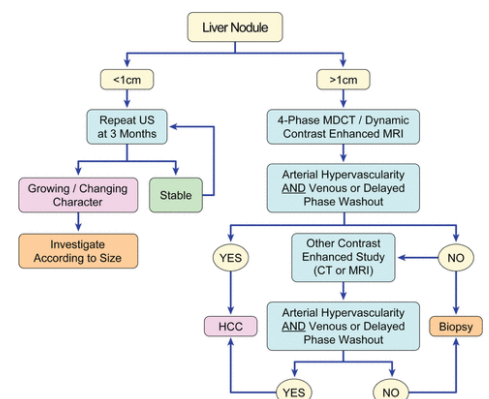 Liver Nodule
<1cm
>1cm
Repeat US
at 3 Months
4-Phase MDCT / Dynamic
Contrast Enhanced MRI
Growing / Changing
Character
Stable
Arterial Hypervascularity
AND Venous or Delayed
Phase Washout
Investigate
According to Size
YES
Other Contrast
Enhanced Study
(CT or MRI)
NO
HCC
Arterial Hypervascularity
AND Venous or Delayed
Phase Washout
Biopsy
YES
NO